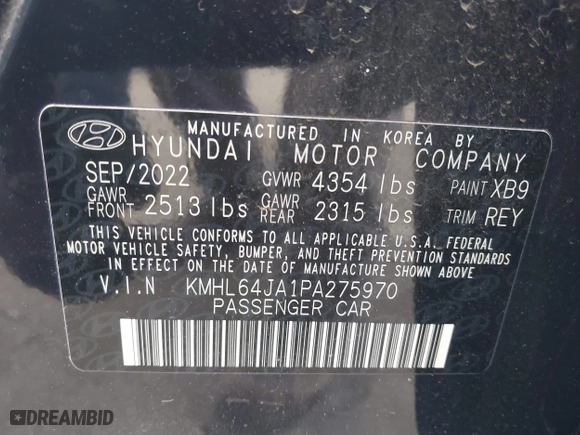 MANUFACTURED IN KOREA BY
HYUNDAI MOTOR COMPANY
SEP/2022 GVWR 4354 lbs PAINT XB9
GAWR FRONT 2513 lbs GAWR REAR 2315 lbs TRIM REY
THIS VEHICLE CONFORMS TO ALL APPLICABLE U.S.A. FEDERAL
MOTOR VEHICLE SAFETY, BUMPER, AND THEFT PREVENTION STANDARDS
IN EFFECT ON THE DATE OF MANUFACTURE SHOWN ABOVE
V.I.N KMHL64JA1PA275970
PASSENGER CAR
DREAMBID